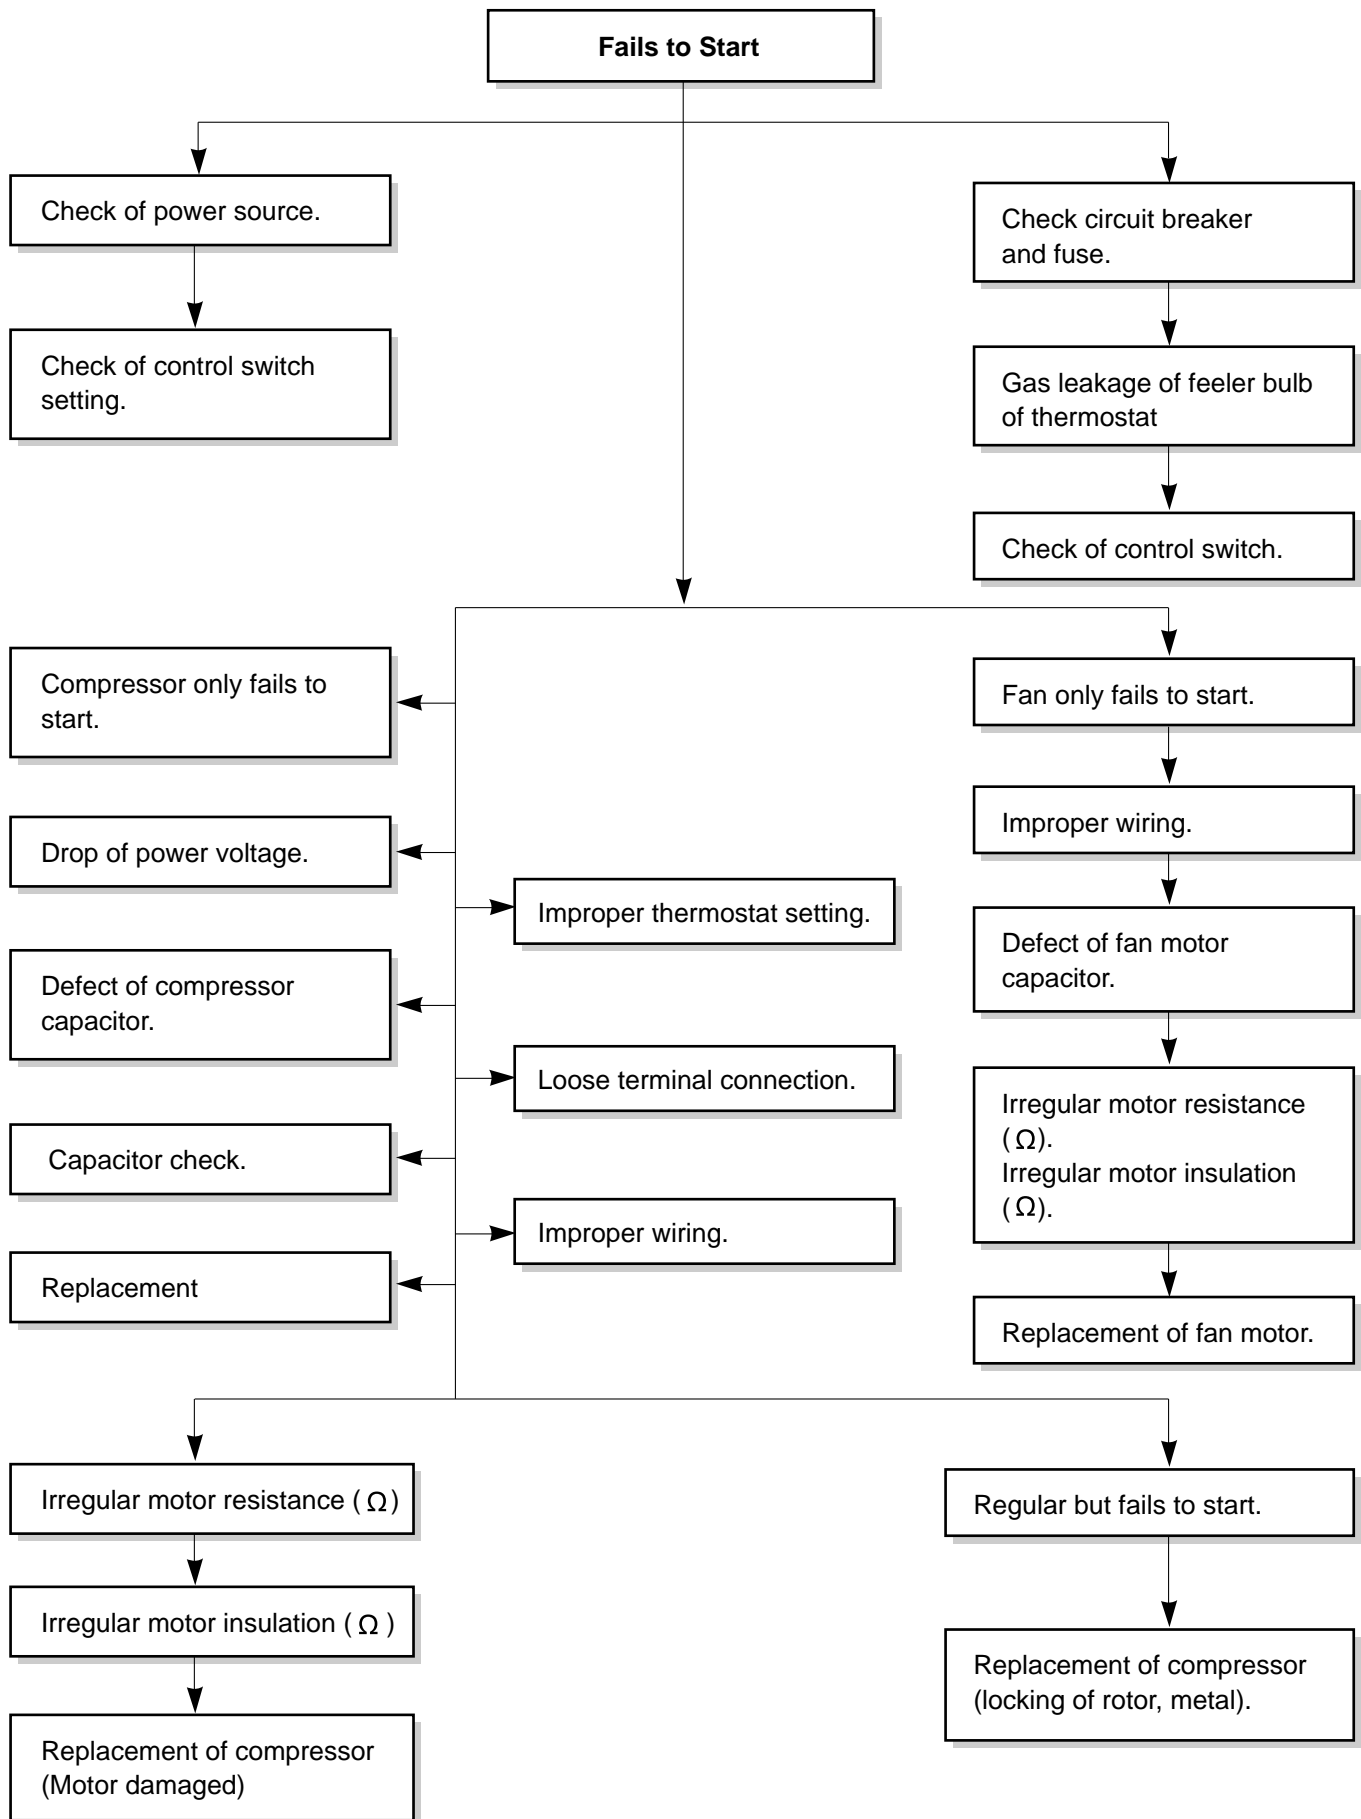 Fails to Start
Check of power source.
Check of control switch
setting.
Check circuit breaker
and fuse.
Gas leakage of feeler bulb
of thermostat
Check of control switch.
Compressor only fails to
start.
Drop of power voltage.
Defect of compressor
capacitor.
Capacitor check.
Replacement
Improper thermostat setting.
Loose terminal connection.
Improper wiring.
Fan only fails to start.
Improper wiring.
Defect of fan motor
capacitor.
Irregular motor resistance
(Ω).
Irregular motor insulation
(Ω).
Replacement of fan motor.
Irregular motor resistance (Ω)
Irregular motor insulation (Ω )
Replacement of compressor
(Motor damaged)
Regular but fails to start.
Replacement of compressor
(locking of rotor, metal).